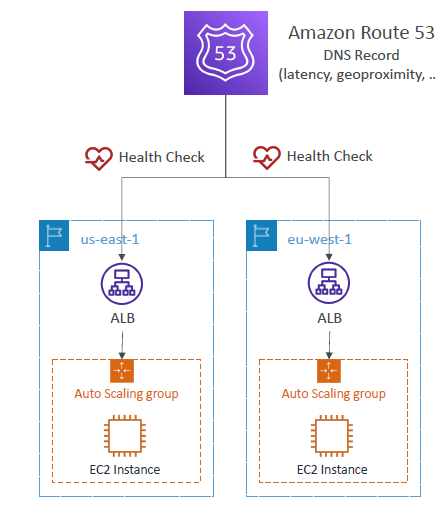 53
Amazon Route 53
DNS Record
(latency, geoproximity, ..
Health Check
Health Check
us-east-1
eu-west-1
ALB
ALB
Auto Scaling group
Auto Scaling group
EC2 Instance
EC2 Instance